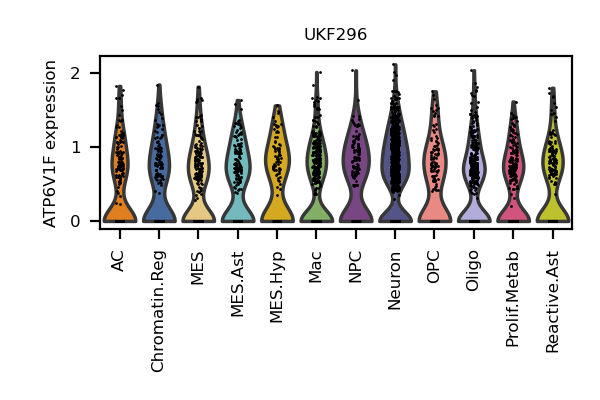 UKF296
ATP6V1F expression
2
1
0
AC
Chromatin.Reg
MES
MES.Ast
MES.Hyp
Mac
NPC
Neuron
OPC
Oligo
Prolif.Metab
Reactive.Ast